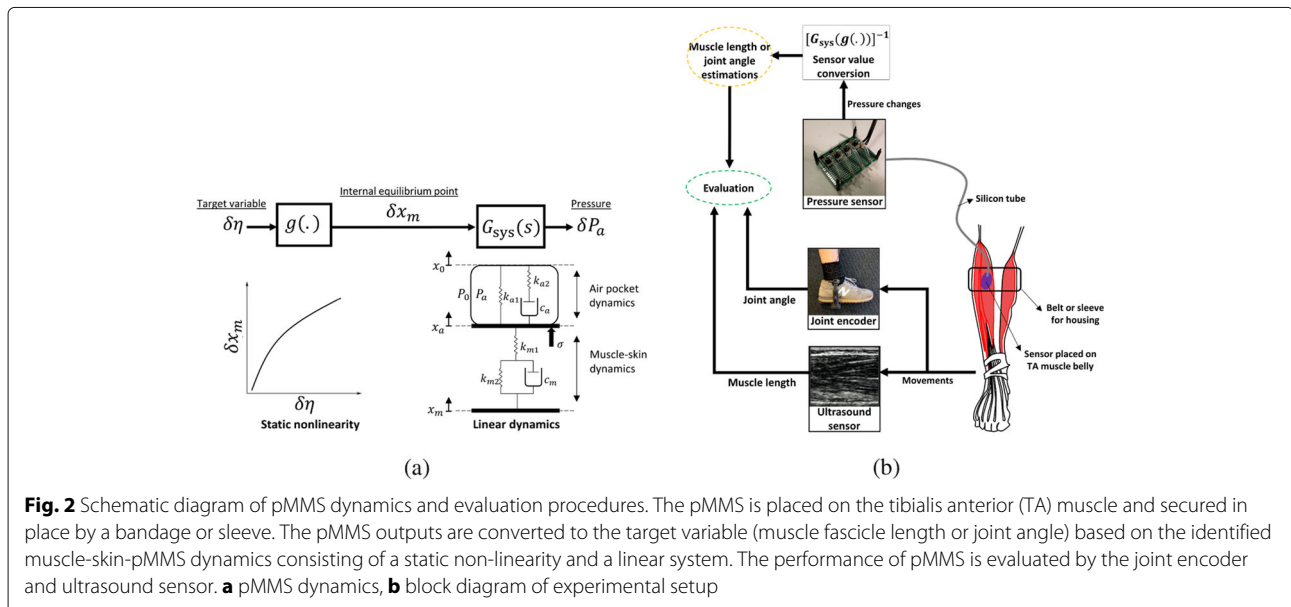 Target variable
δη
g(.)
Internal equilibrium point
δx_m
G_sys(s)
Pressure
δP_a
δx_m
δη
Static nonlinearity
x_0
P_0
P_a
k_a1
k_a2
c_a
Air pocket
dynamics
x_a
σ
k_m1
k_m2
c_m
Muscle-skin
dynamics
x_m
Linear dynamics
(a)
Muscle length or
joint angle
estimations
[G_sys(g(.))]^-1
Sensor value
conversion
Pressure changes
Evaluation
Pressure sensor
Silicon tube
Joint angle
Joint encoder
Belt or sleeve
for housing
Sensor placed on
TA muscle belly
Muscle length
Movements
Ultrasound
sensor
(b)
Fig. 2 Schematic diagram of pMMS dynamics and evaluation procedures. The pMMS is placed on the tibialis anterior (TA) muscle and secured in
place by a bandage or sleeve. The pMMS outputs are converted to the target variable (muscle fascicle length or joint angle) based on the identified
muscle-skin-pMMS dynamics consisting of a static non-linearity and a linear system. The performance of pMMS is evaluated by the joint encoder
and ultrasound sensor. a pMMS dynamics, b block diagram of experimental setup